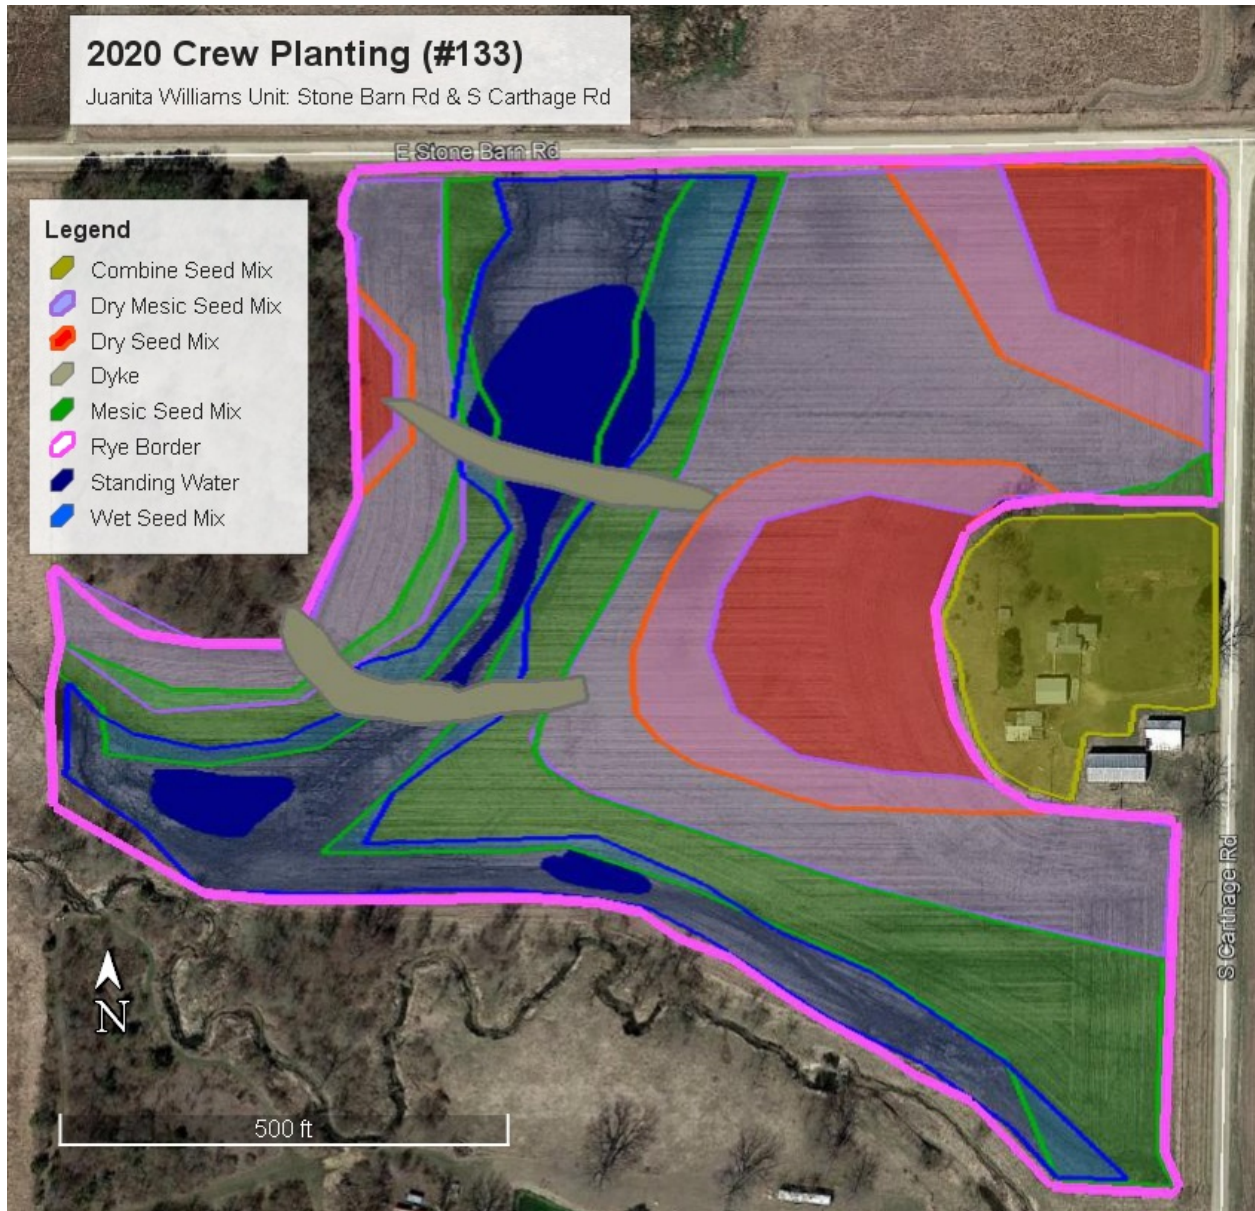 2020 Crew Planting (#133)
Juanita Williams Unit: Stone Barn Rd & S Carthage Rd
E Stone Barn Rd
Legend
Combine Seed Mix
Dry Mesic Seed Mix
Dry Seed Mix
Dyke
Mesic Seed Mix
Rye Border
Standing Water
Wet Seed Mix
S Carthage Rd
N
500 ft